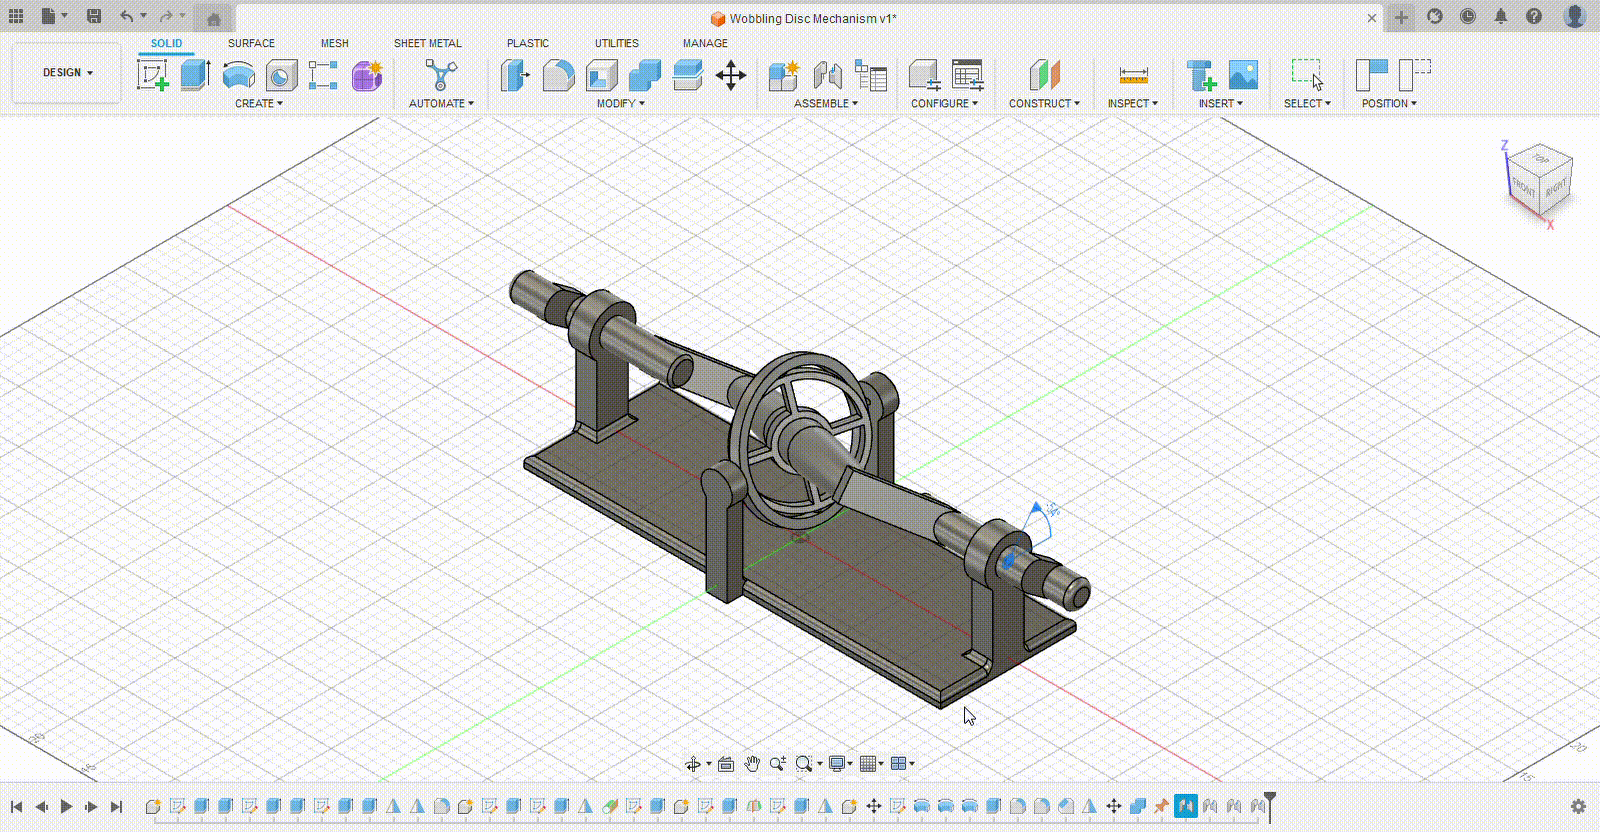 Wobbling Disc Mechanism v1*
SOLID SURFACE MESH SHEET METAL PLASTIC UTILITIES MANAGE
DESIGN
CREATE AUTOMATE MODIFY ASSEMBLE CONFIGURE CONSTRUCT INSPECT INSERT SELECT POSITION
Z
TOP
FRONT RIGHT
X